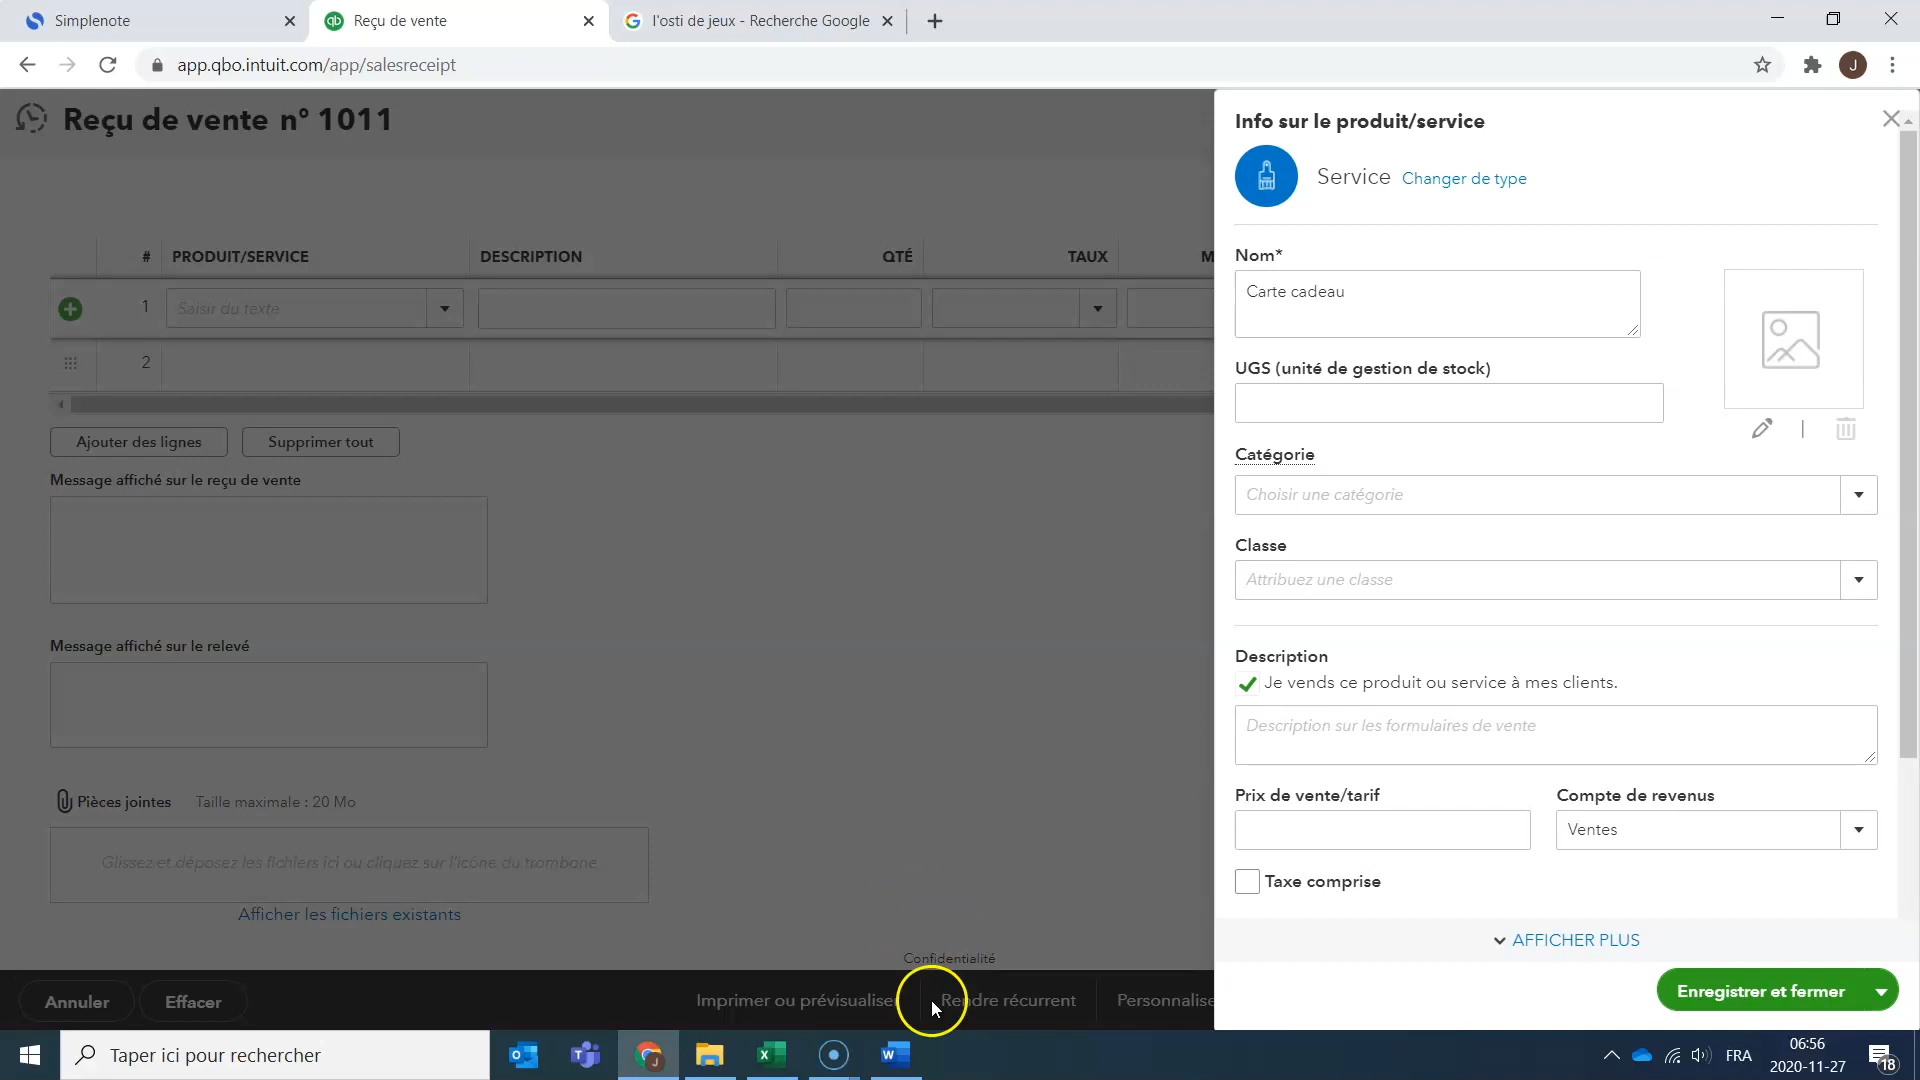 Simplenote
Reçu de vente
l'osti de jeux - Recherche Google
app.qbo.intuit.com/app/salesreceipt
J
Reçu de vente n° 1011
# PRODUIT/SERVICE DESCRIPTION QTÉ TAUX M
1 Saisir du texte
2
Ajouter des lignes Supprimer tout
Message affiché sur le reçu de vente
Message affiché sur le relevé
Pièces jointes Taille maximale : 20 Mo
Glissez et déposez les fichiers ici ou cliquez sur l'icône du trombone.
Afficher les fichiers existants
Confidentialité
Annuler Effacer Imprimer ou prévisualiser Rendre récurrent Personnalise
Info sur le produit/service
Service Changer de type
Nom*
Carte cadeau
UGS (unité de gestion de stock)
Catégorie
Choisir une catégorie
Classe
Attribuez une classe
Description
Je vends ce produit ou service à mes clients.
Description sur les formulaires de vente
Prix de vente/tarif Compte de revenus
Ventes
Taxe comprise
AFFICHER PLUS
Enregistrer et fermer
Taper ici pour rechercher
FRA
06:56
2020-11-27
18